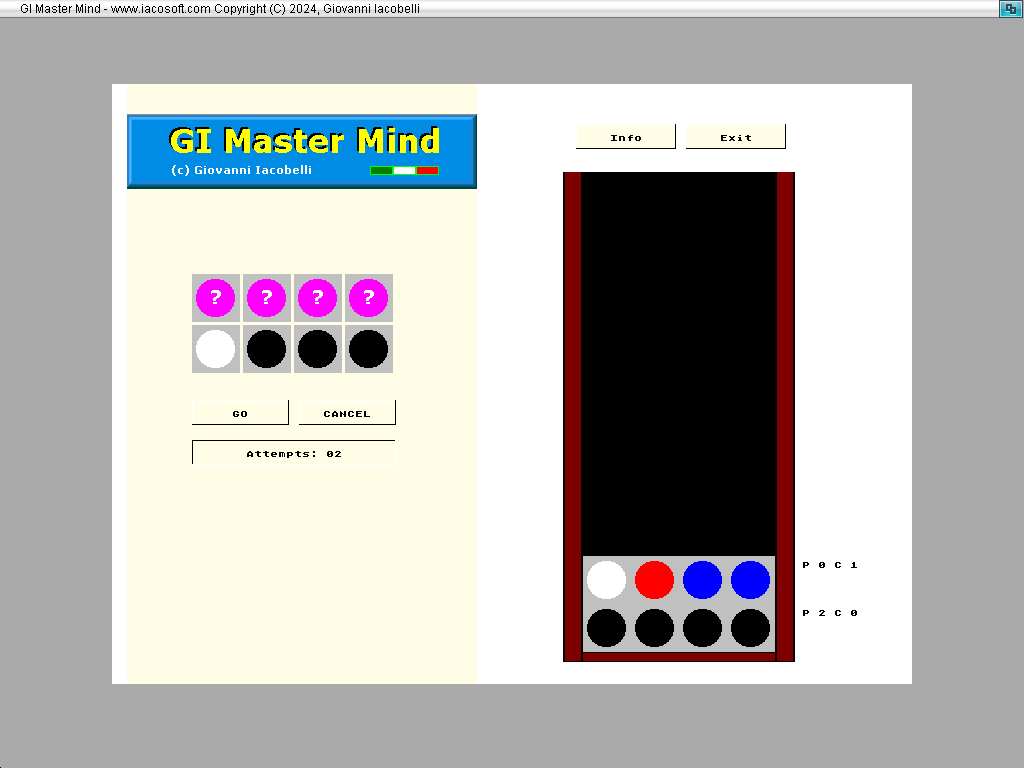 GI Master Mind - www.iacosoft.com Copyright (C) 2024, Giovanni Iacobelli
GI Master Mind
(c) Giovanni Iacobelli
Info
Exit
? ? ? ?
GO
CANCEL
Attempts: 02
P 0 C 1
P 2 C 0